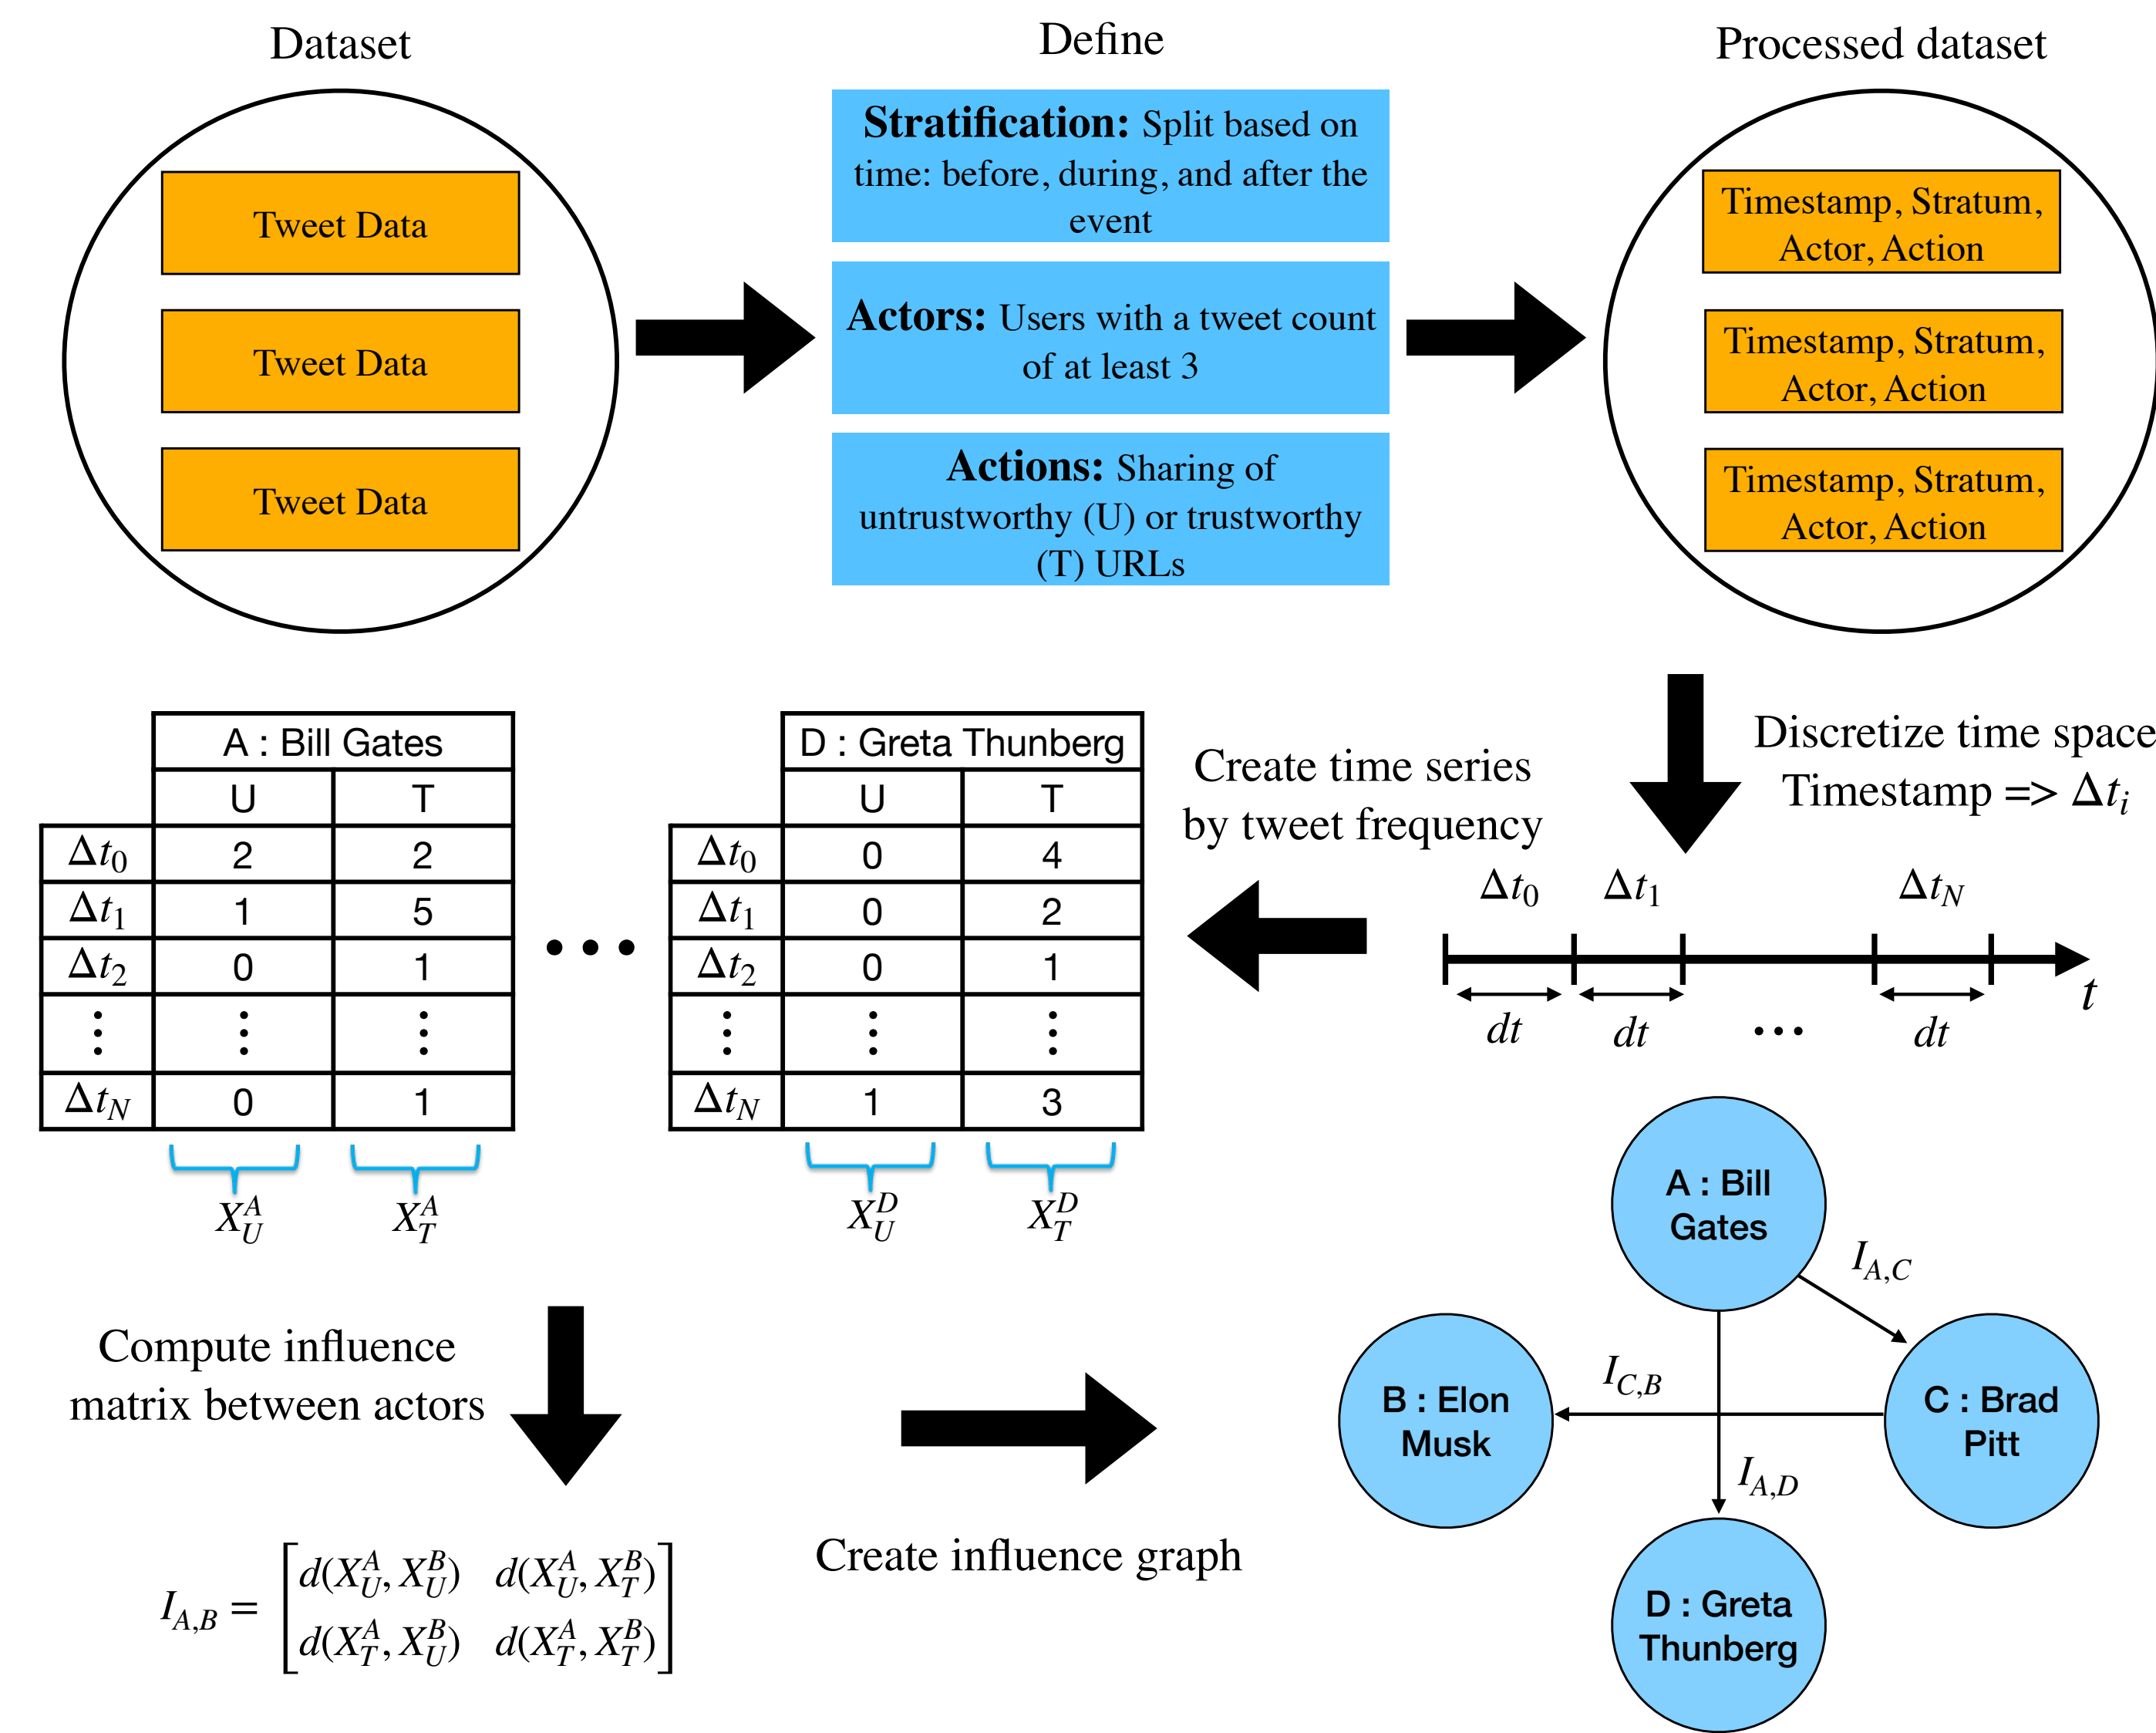 Dataset
Define
Processed dataset
Tweet Data
Tweet Data
Tweet Data
Stratification: Split based on
time: before, during, and after the
event
Actors: Users with a tweet count
of at least 3
Actions: Sharing of
untrustworthy (U) or trustworthy
(T) URLs
Timestamp, Stratum,
Actor, Action
Timestamp, Stratum,
Actor, Action
Timestamp, Stratum,
Actor, Action
Discretize time space
Timestamp => Δt_i
Δt_0 Δt_1 Δt_N
dt dt ... dt
t
Create time series
by tweet frequency
A : Bill Gates
U T
Δt_0 2 2
Δt_1 1 5
Δt_2 0 1
⋮ ⋮ ⋮
Δt_N 0 1
X_U^A X_T^A
...
D : Greta Thunberg
U T
Δt_0 0 4
Δt_1 0 2
Δt_2 0 1
⋮ ⋮ ⋮
Δt_N 1 3
X_U^D X_T^D
Compute influence
matrix between actors
I_{A,B} = [d(X_U^A, X_U^B) d(X_U^A, X_T^B)
d(X_T^A, X_U^B) d(X_T^A, X_T^B)]
Create influence graph
A : Bill
Gates
I_{A,C}
B : Elon
Musk
I_{C,B}
C : Brad
Pitt
I_{A,D}
D : Greta
Thunberg